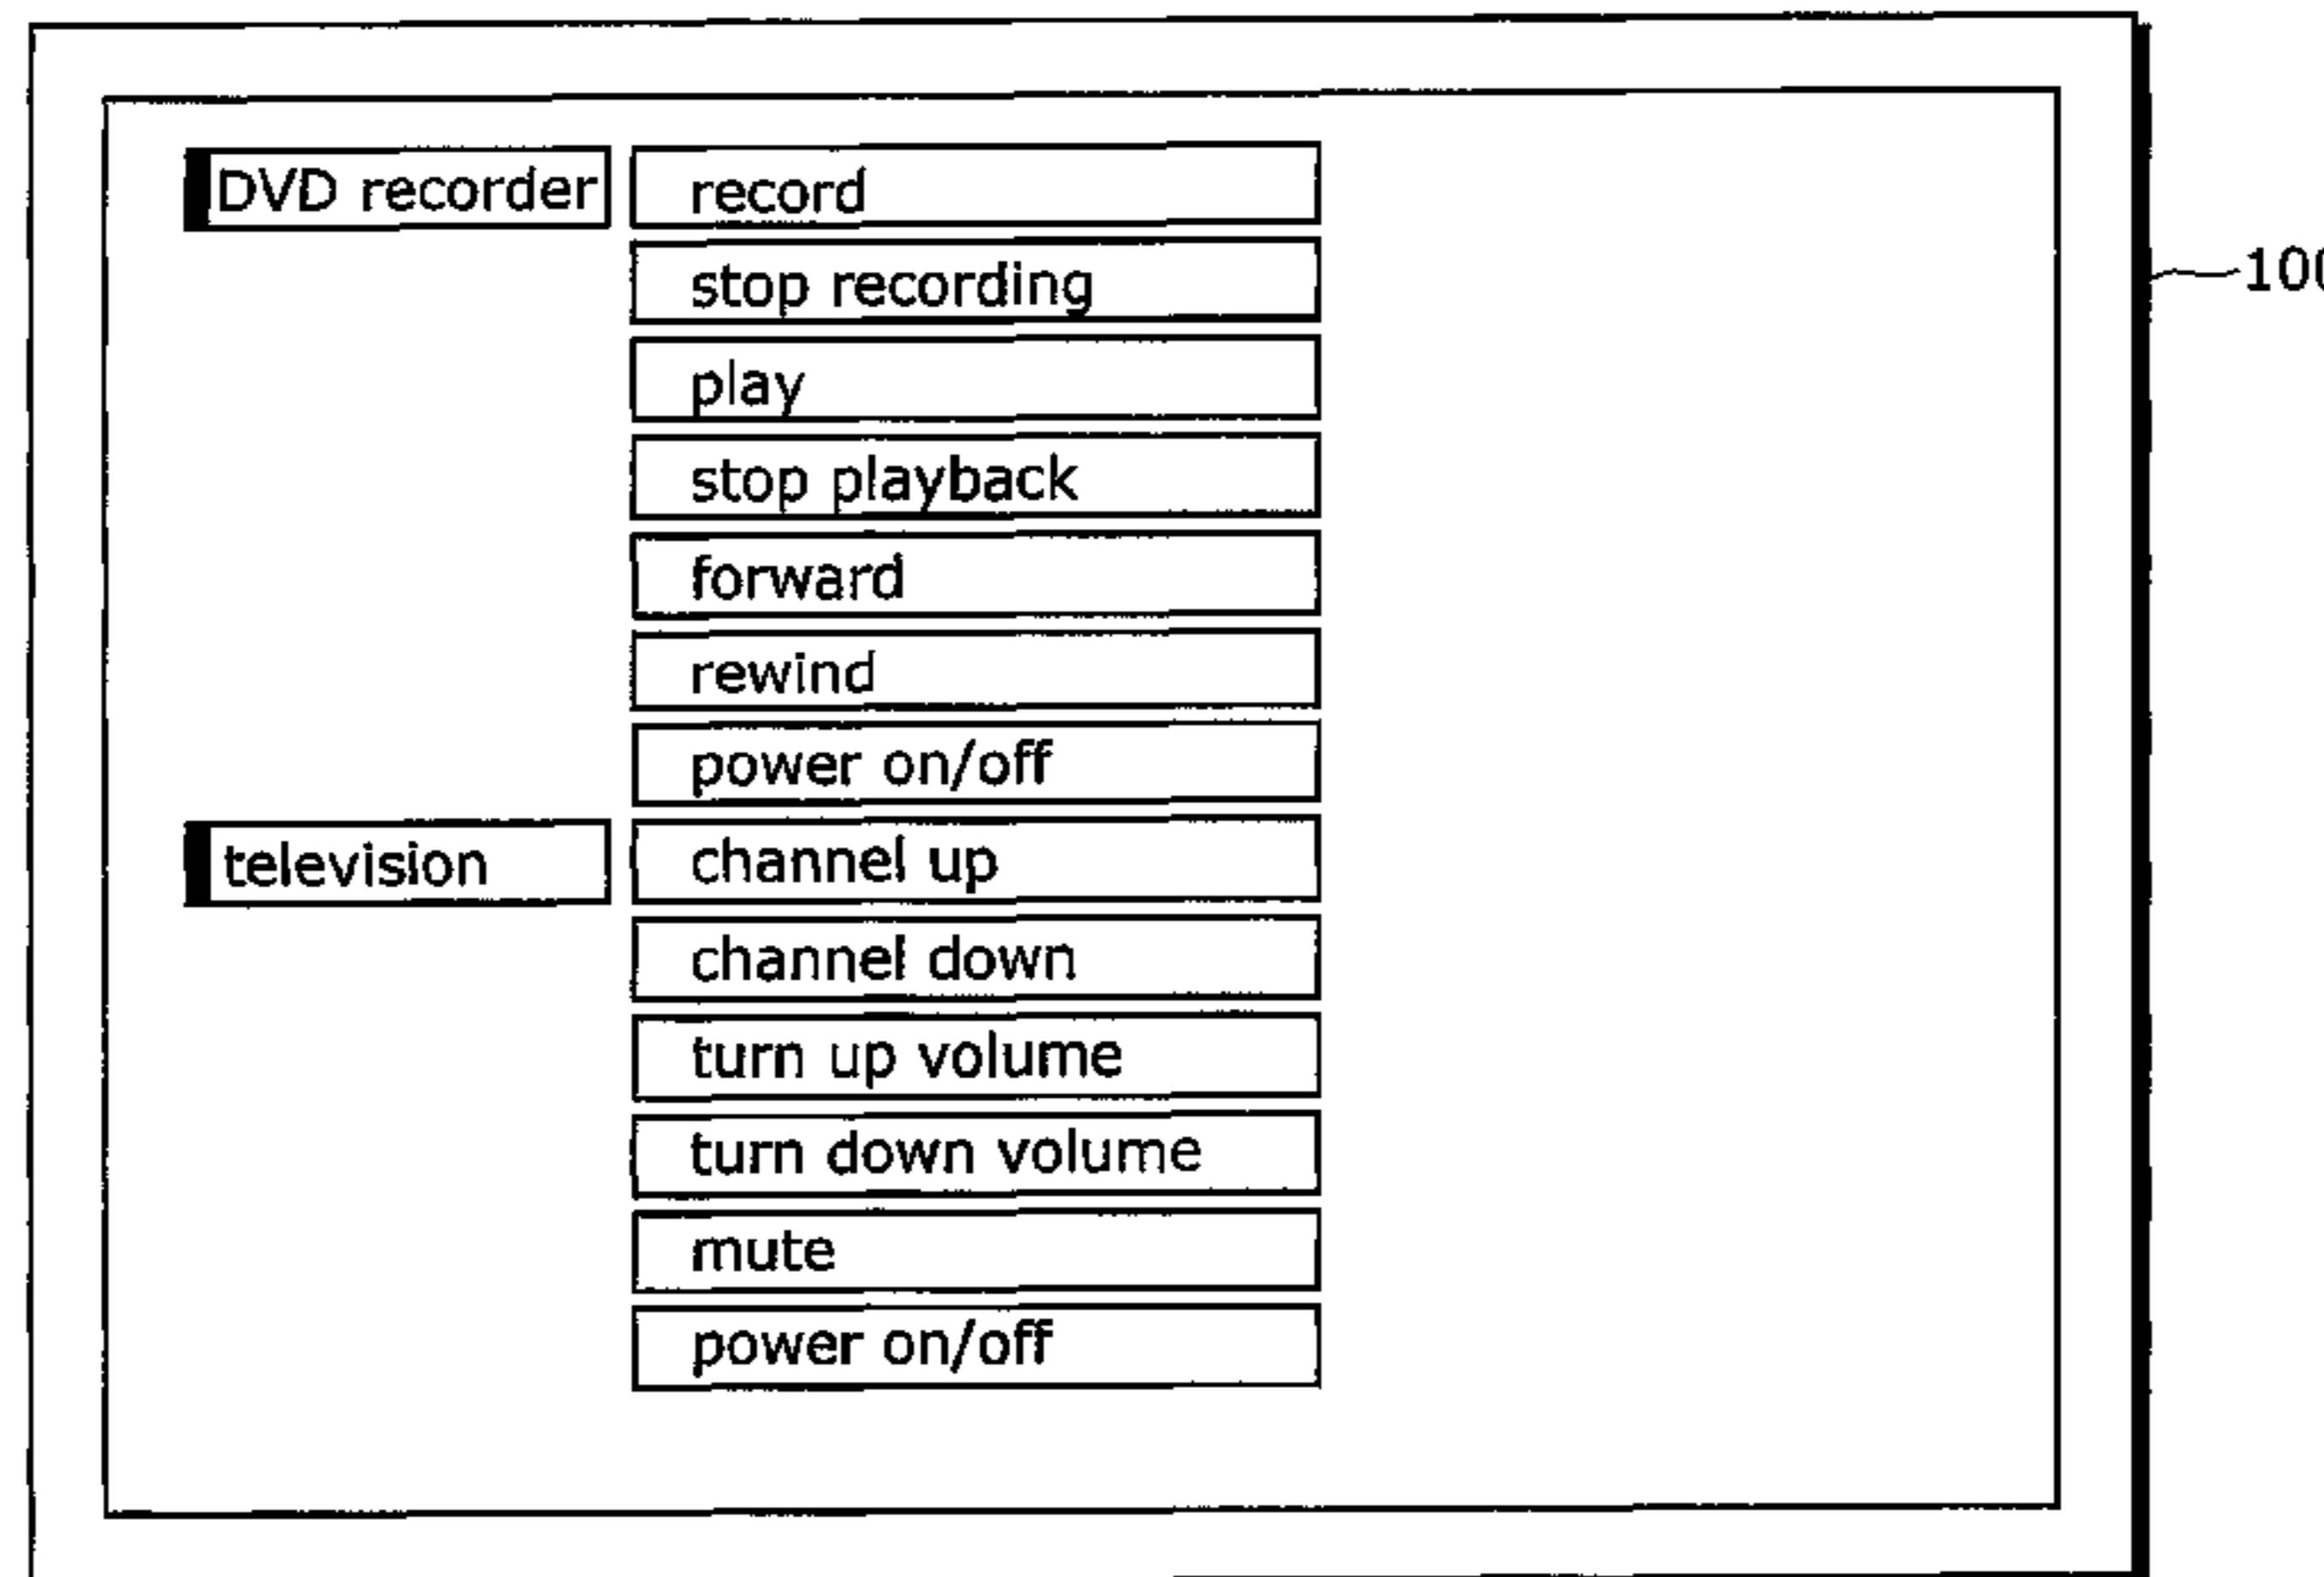 DVD recorder record
stop recording
play
stop playback
forward
rewind
power on/off
television channel up
channel down
turn up volume
turn down volume
mute
power on/off
100